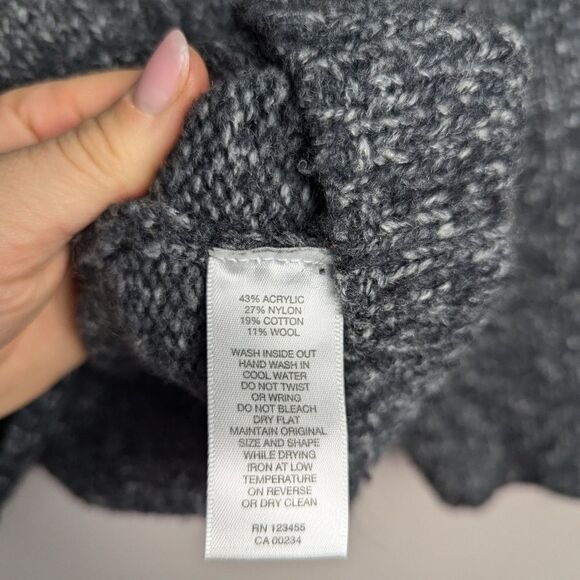 43% ACRYLIC
27% NYLON
19% COTTON
11% WOOL
WASH INSIDE OUT
HAND WASH IN
COOL WATER
DO NOT TWIST
OR WRING
DO NOT BLEACH
DRY FLAT
MAINTAIN ORIGINAL
SIZE AND SHAPE
WHILE DRYING
IRON AT LOW
TEMPERATURE
ON REVERSE
OR DRY CLEAN
RN 123455
CA 00234